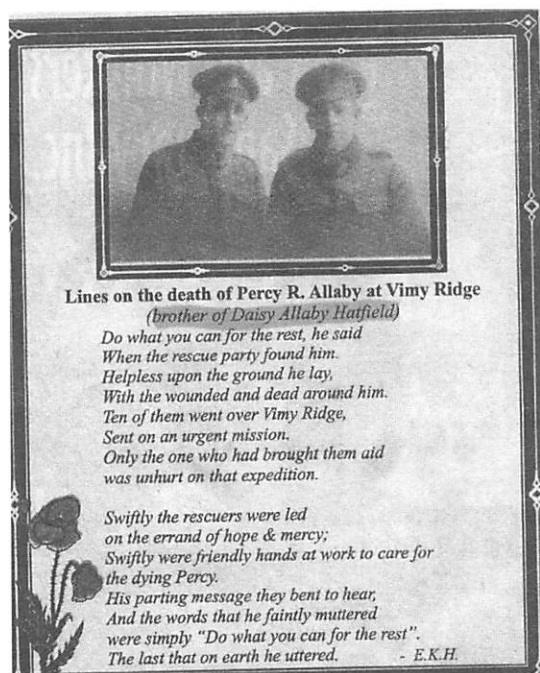 Lines on the death of Percy R. Allaby at Vimy Ridge
(brother of Daisy Allaby Hatfield)
Do what you can for the rest, he said
When the rescue party found him.
Helpless upon the ground he lay,
With the wounded and dead around him.
Ten of them went over Vimy Ridge,
Sent on an urgent mission.
Only the one who had brought them aid
was unhurt on that expedition.
Swiftly the rescuers were led
on the errand of hope & mercy;
Swiftly were friendly hands at work to care for
the dying Percy.
His parting message they bent to hear,
And the words that he faintly muttered
were simply "Do what you can for the rest".
The last that on earth he uttered. - E.K.H.